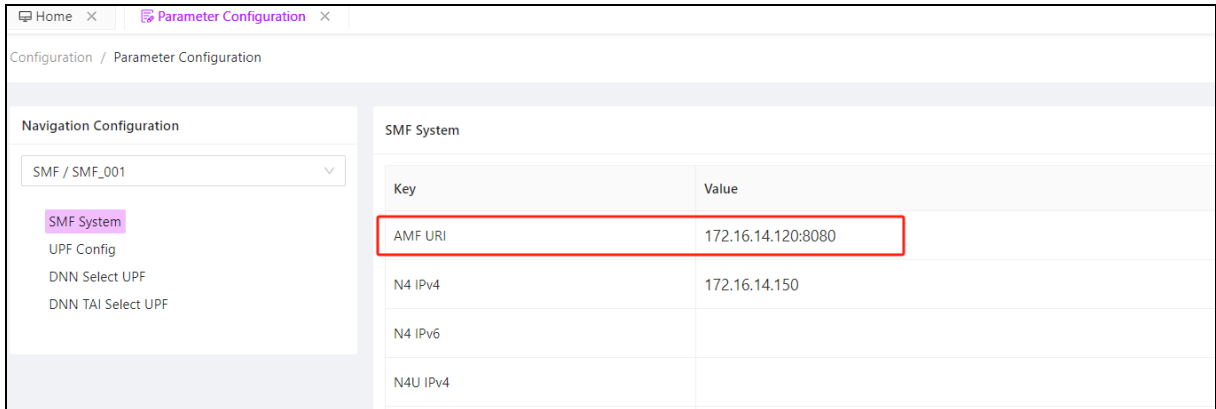 Home × Parameter Configuration ×
Configuration / Parameter Configuration
Navigation Configuration
SMF / SMF_001
SMF System
UPF Config
DNN Select UPF
DNN TAI Select UPF
SMF System
Key Value
AMF URI 172.16.14.120:8080
N4 IPv4 172.16.14.150
N4 IPv6
N4U IPv4